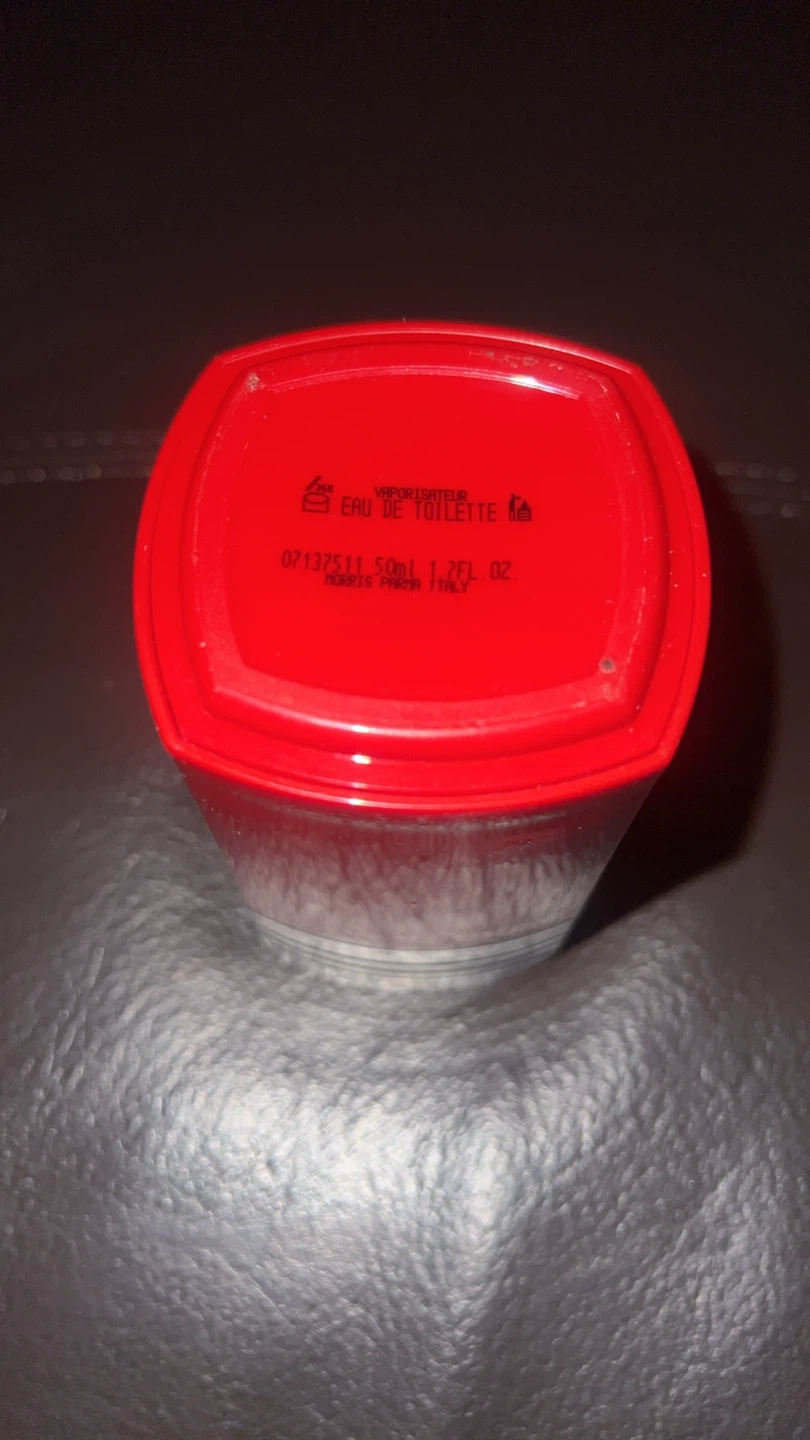 VAPORISATEUR
EAU DE TOILETTE
07137511 50mL 1.7FL.OZ.
MORRIS PARMA ITALY